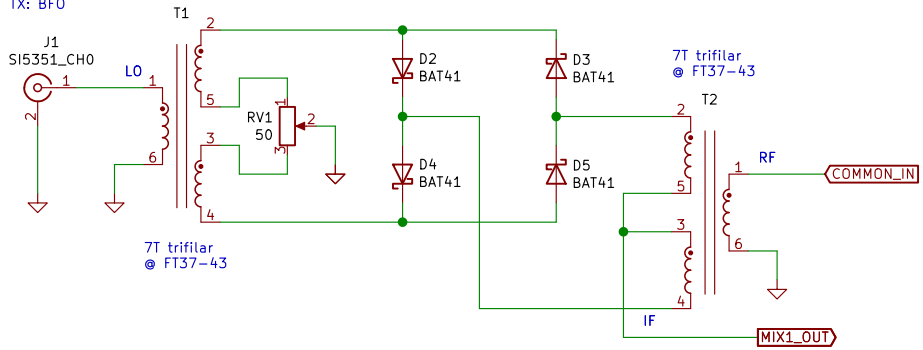 TX: BFO
J1
SI5351_CH0
1
2
LO
T1
1
6
2
5
3
4
7T trifilar
@ FT37-43
RV1
50
1
2
3
D2
BAT41
D3
BAT41
D4
BAT41
D5
BAT41
7T trifilar
@ FT37-43
T2
2
5
3
4
1
6
RF
COMMON_IN
IF
MIX1_OUT